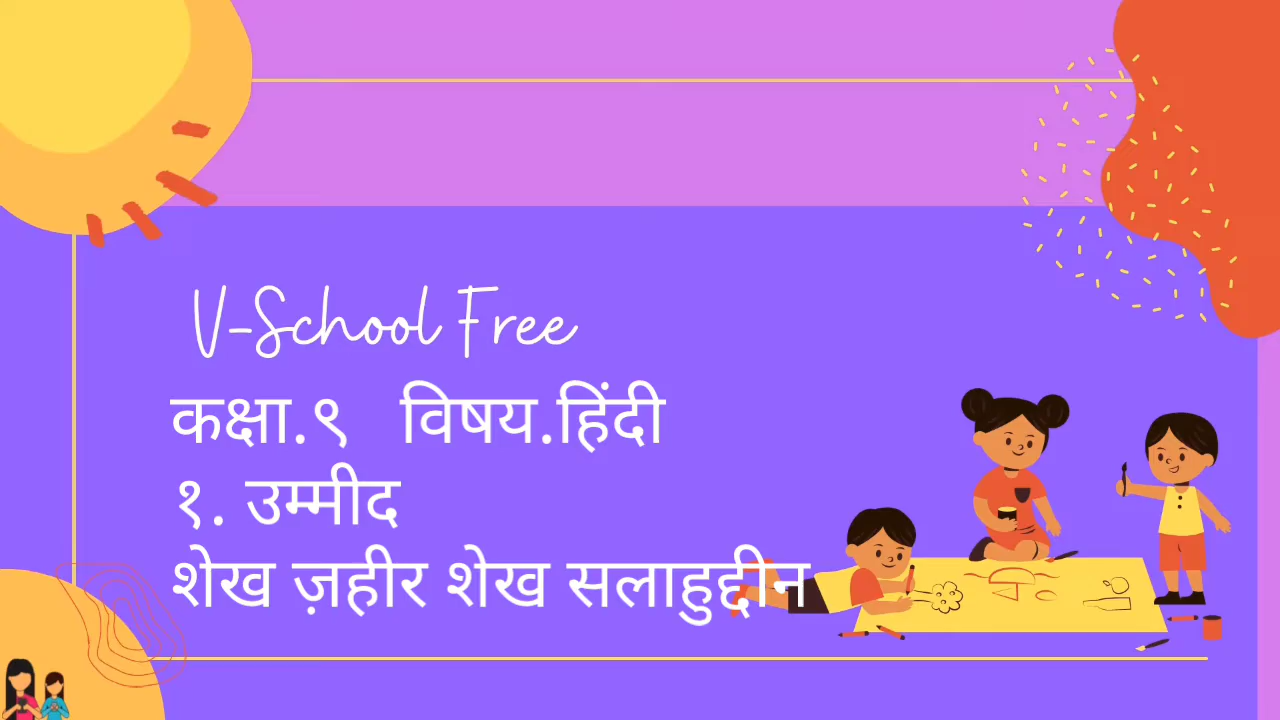 V-School Free
कक्षा.९ विषय.हिंदी
१. उम्मीद
शेख ज़हीर शेख सलाहुद्दीन